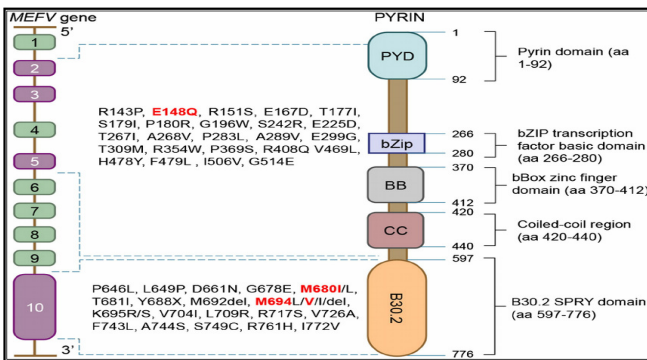 MEFV gene
PYRIN
5’
1
2
3
4
5
6
7
8
9
10
3’
R143P, E148Q, R151S, E167D, T177I,
S179I, P180R, G196W, S242R, E225D,
T267I, A268V, P283L, A289V, E299G,
T309M, R354W, P369S, R408Q V469L,
H478Y, F479L , I506V, G514E
P646L, L649P, D661N, G678E, M680I/L,
T681I, Y688X, M692del, M694L/V/I/del,
K695R/S, V704I, L709R, R717S, V726A,
F743L, A744S, S749C, R761H, I772V
PYD
bZip
BB
CC
B30.2
1
92
266
280
370
412
420
440
597
776
Pyrin domain (aa
1-92)
bZIP transcription
factor basic domain
(aa 266-280)
bBox zinc finger
domain (aa 370-412)
Coiled-coil region
(aa 420-440)
B30.2 SPRY domain
(aa 597-776)